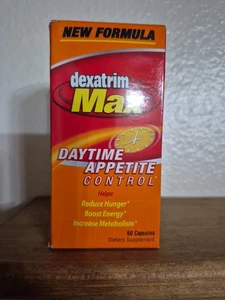 NEW FORMULA
dexatrim
Max
DAYTIME
APPETITE
CONTROL*
Helps:
Reduce Hunger*
Boost Energy*
Increase Metabolism*
60 Capsules
Dietary Supplement